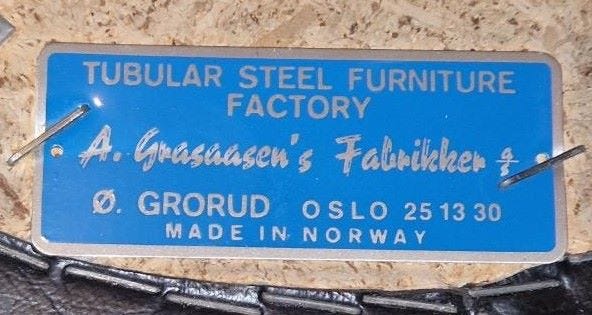 TUBULAR STEEL FURNITURE
FACTORY
A. Grasaasen's Fabrikker a/s
Ø. GRORUD OSLO 25 13 30
MADE IN NORWAY